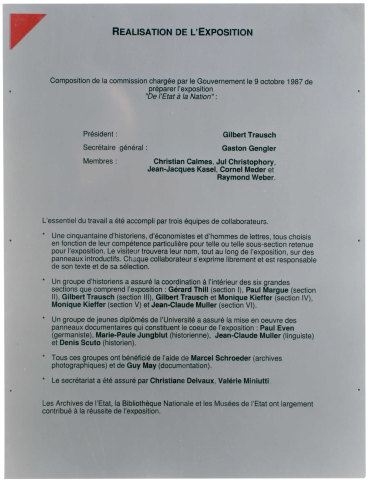 REALISATION DE L'EXPOSITION
Composition de la commission chargée par le Gouvernement le 9 octobre 1987 de
préparer l'exposition
"De l'Etat à la Nation" :
Président : Gilbert Trausch
Secrétaire général : Gaston Gengler
Membres : Christian Calmes, Jul Christophory,
Jean-Jacques Kasel, Cornel Meder et
Raymond Weber.
L'essentiel du travail a été accompli par trois équipes de collaborateurs.
* Une cinquantaine d'historiens, d'économistes et d'hommes de lettres, tous choisis
en fonction de leur compétence particulière pour telle ou telle sous-section retenue
pour l'exposition. Le visiteur trouvera leur nom, tout au long de l'exposition, sur des
panneaux introductifs. Chaque collaborateur s'exprime librement et est responsable
de son texte et de sa sélection.
* Un groupe d'historiens a assuré la coordination à l'intérieur des six grandes
sections que comprend l'exposition : Gérard Thill (section I), Paul Margue (section
II), Gilbert Trausch (section III), Gilbert Trausch et Monique Kieffer (section IV),
Monique Kieffer (section V) et Jean-Claude Muller (section VI).
* Un groupe de jeunes diplômés de l'Université a assuré la mise en oeuvre des
panneaux documentaires qui constituent le coeur de l'exposition : Paul Even
(germaniste), Marie-Paule Jungblut (historienne), Jean-Claude Muller (linguiste)
et Denis Scuto (historien).
* Tous ces groupes ont bénéficié de l'aide de Marcel Schroeder (archives
photographiques) et de Guy May (documentation).
* Le secrétariat a été assuré par Christiane Delvaux, Valérie Miniutti
Les Archives de l'Etat, la Bibliothèque Nationale et les Musées de l'Etat ont largement
contribué à la réussite de l'exposition.